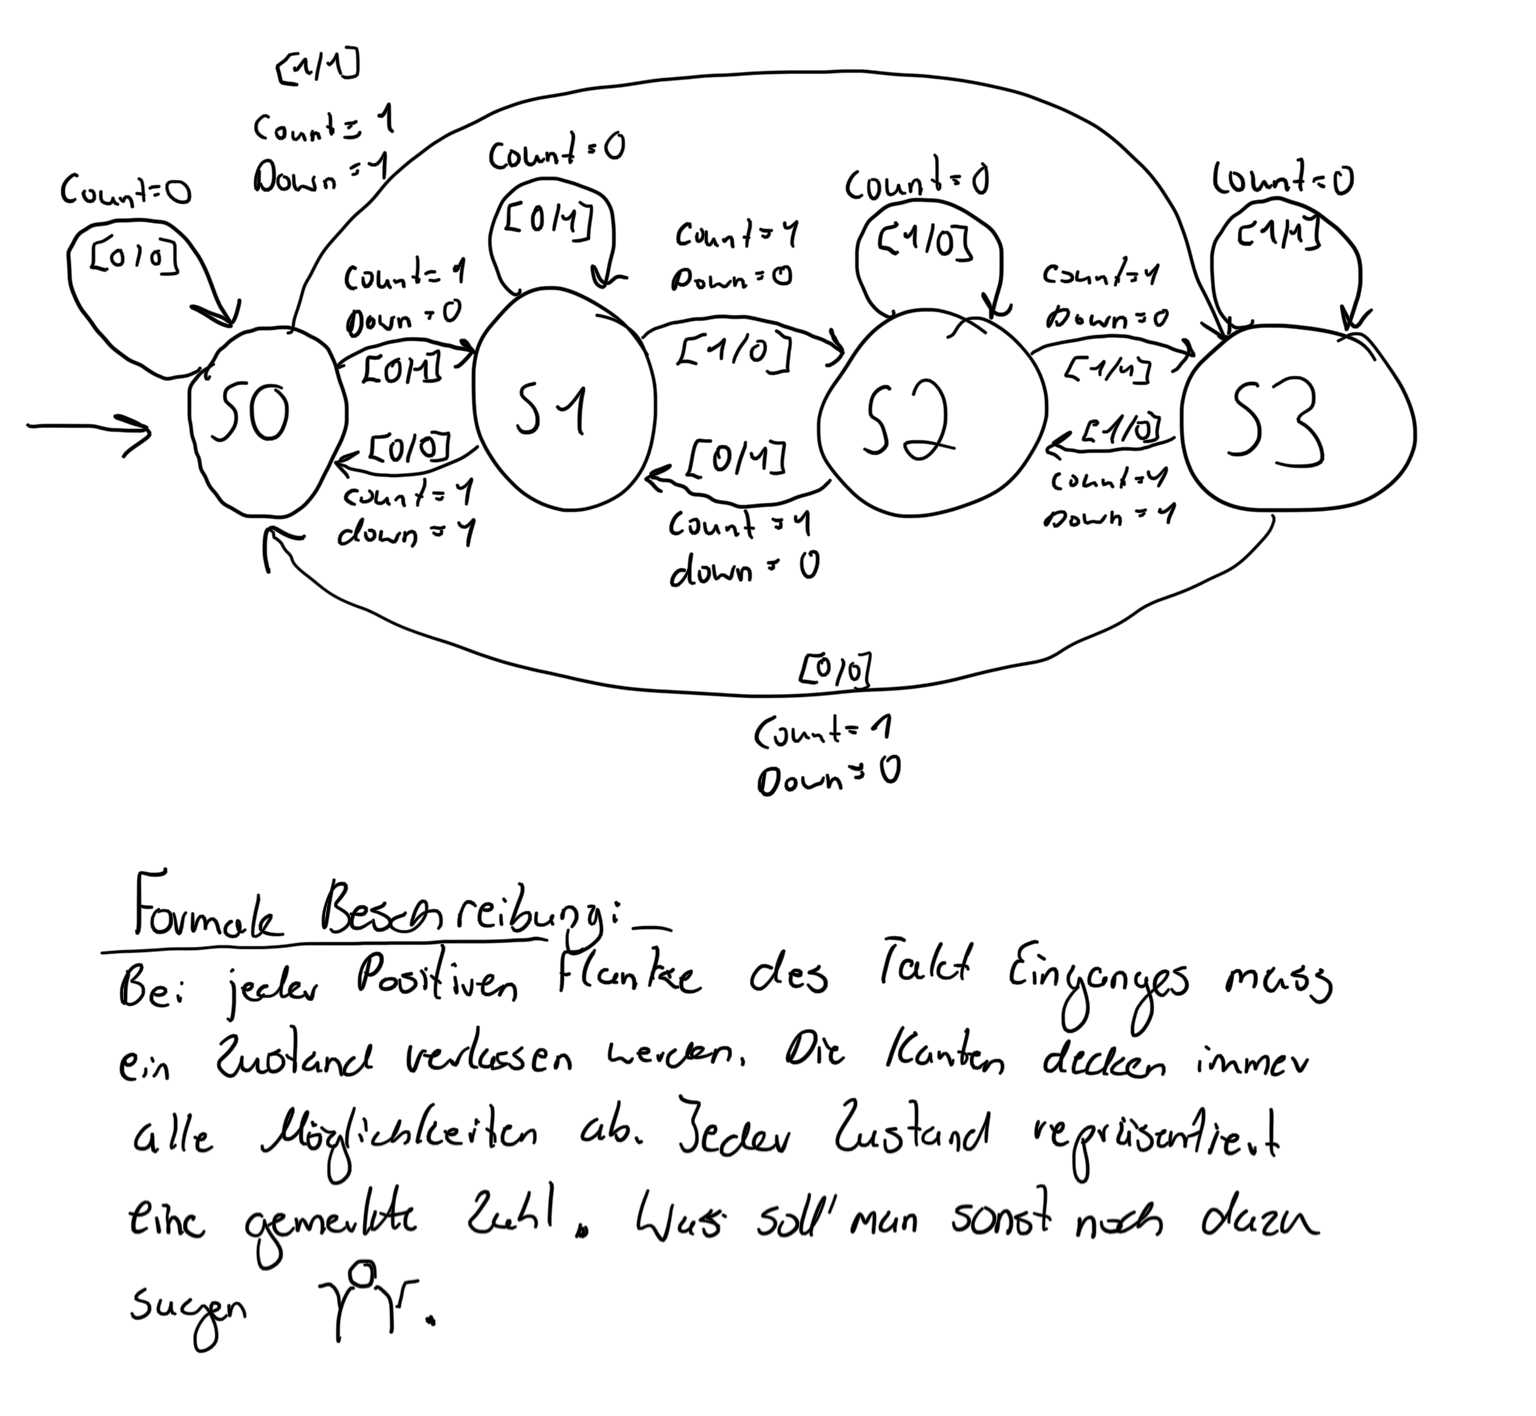 [1/1]
Count = 1
Down = 1
Count=0
[0/0]
Count=0
[0/1]
Count=0
[1/0]
Count=0
[1/1]
Count=1
Down=0
[0/1]
Count=1
Down=0
[1/0]
Count=1
Down=0
[1/1]
S0
S1
S2
S3
[0/0]
count=1
down=1
[0/1]
Count=1
down=0
[1/0]
Count=1
Down=1
[0/0]
Count=1
Down=0
Formale Beschreibung:
Bei jeder Positiven Flanke des Takt Einganges muss
ein Zustand verlassen werden. Die Kanten decken immer
alle Möglichkeiten ab. Jeder Zustand repräsentiert
eine gemerkte Zahl. Was soll' man sonst noch dazu
sagen